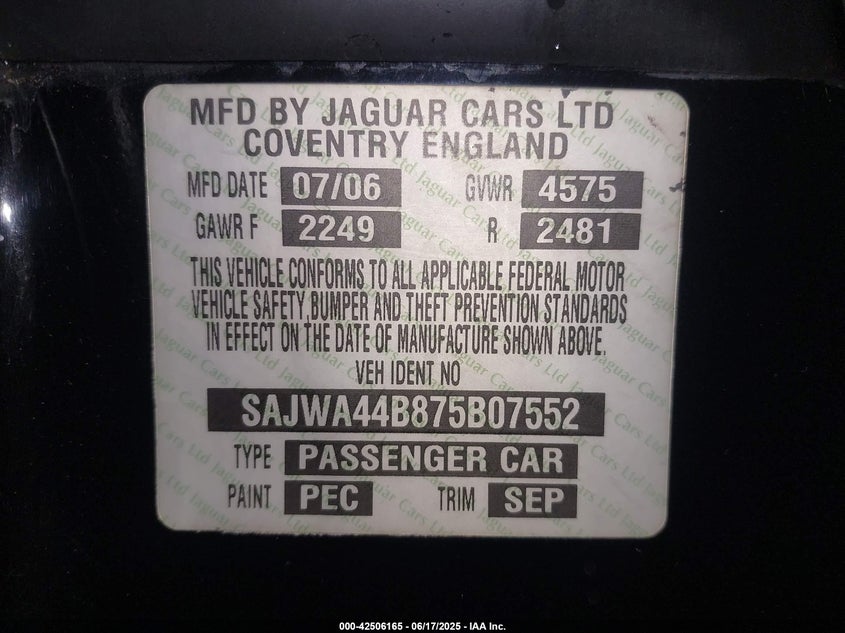 MFD BY JAGUAR CARS LTD
COVENTRY ENGLAND
MFD DATE 07/06 GVWR 4575
GAWR F 2249 R 2481
THIS VEHICLE CONFORMS TO ALL APPLICABLE FEDERAL MOTOR
VEHICLE SAFETY, BUMPER AND THEFT PREVENTION STANDARDS
IN EFFECT ON THE DATE OF MANUFACTURE SHOWN ABOVE.
VEH IDENT NO
SAJWA44B875B07552
TYPE PASSENGER CAR
PAINT PEC TRIM SEP
000-42506165 - 06/17/2025 - IAA Inc.